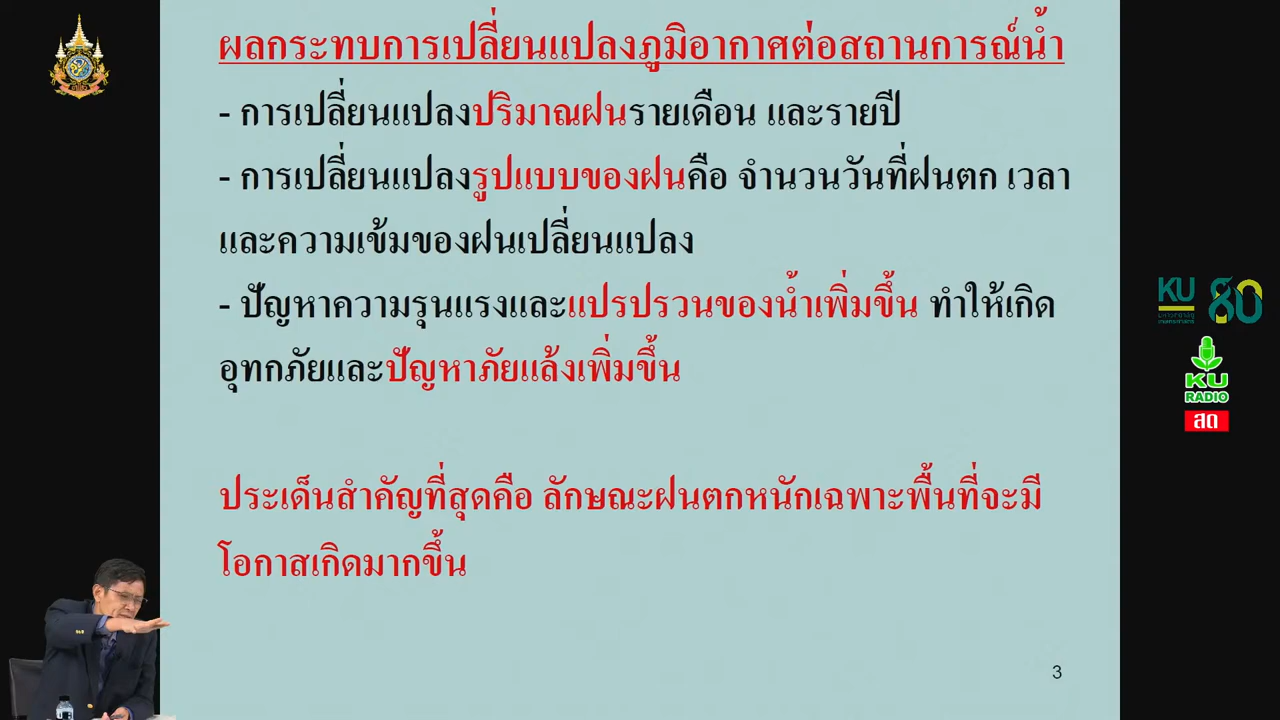 ผลกระทบการเปลี่ยนแปลงภูมิอากาศต่อสถานการณ์น้ำ
- การเปลี่ยนแปลงปริมาณฝนรายเดือน และรายปี
- การเปลี่ยนแปลงรูปแบบของฝนคือ จำนวนวันที่ฝนตก เวลา
และความเข้มของฝนเปลี่ยนแปลง
- ปัญหาความรุนแรงและแปรปรวนของน้ำเพิ่มขึ้น ทำให้เกิด
อุทกภัยและปัญหาภัยแล้งเพิ่มขึ้น
ประเด็นสำคัญที่สุดคือ ลักษณะฝนตกหนักเฉพาะพื้นที่จะมี
โอกาสเกิดมากขึ้น
3
KU 80
KU
RADIO
สด